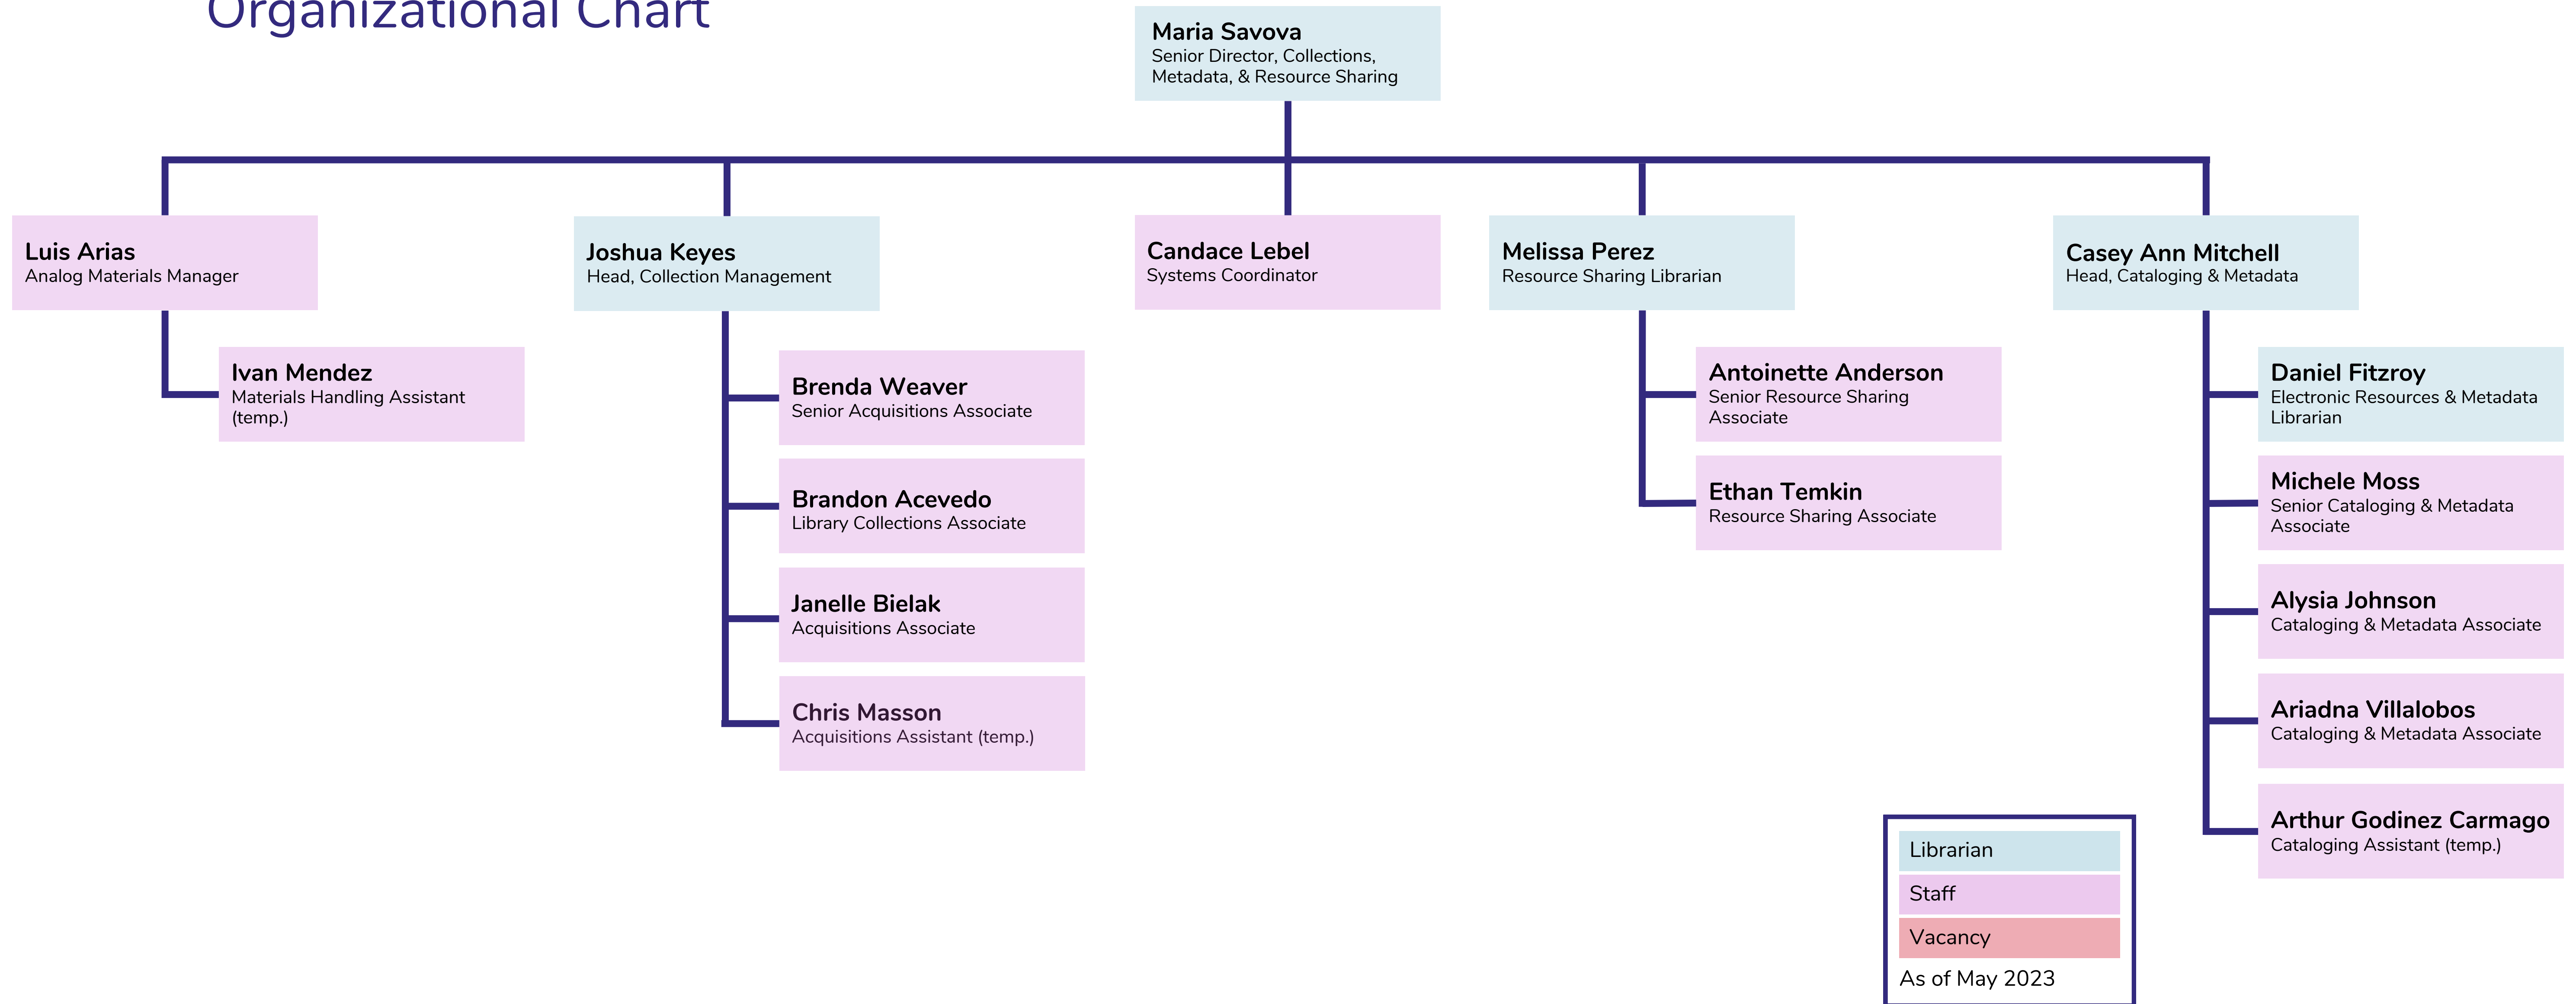 Organizational Chart
Maria Savova
Senior Director, Collections,
Metadata, & Resource Sharing
Luis Arias
Analog Materials Manager
Ivan Mendez
Materials Handling Assistant
(temp.)
Joshua Keyes
Head, Collection Management
Brenda Weaver
Senior Acquisitions Associate
Brandon Acevedo
Library Collections Associate
Janelle Bielak
Acquisitions Associate
Chris Masson
Acquisitions Assistant (temp.)
Candace Lebel
Systems Coordinator
Melissa Perez
Resource Sharing Librarian
Antoinette Anderson
Senior Resource Sharing
Associate
Ethan Temkin
Resource Sharing Associate
Casey Ann Mitchell
Head, Cataloging & Metadata
Daniel Fitzroy
Electronic Resources & Metadata
Librarian
Michele Moss
Senior Cataloging & Metadata
Associate
Alysia Johnson
Cataloging & Metadata Associate
Ariadna Villalobos
Cataloging & Metadata Associate
Arthur Godinez Carmago
Cataloging Assistant (temp.)
Librarian
Staff
Vacancy
As of May 2023